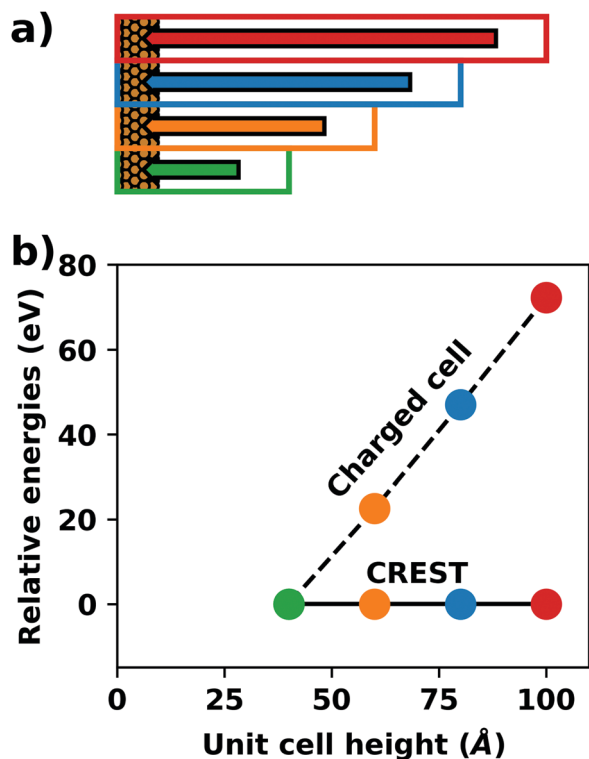 a)
b)
80
60
40
20
0
Relative energies (eV)
Charged cell
CREST
0
25
50
75
100
Unit cell height (Å)